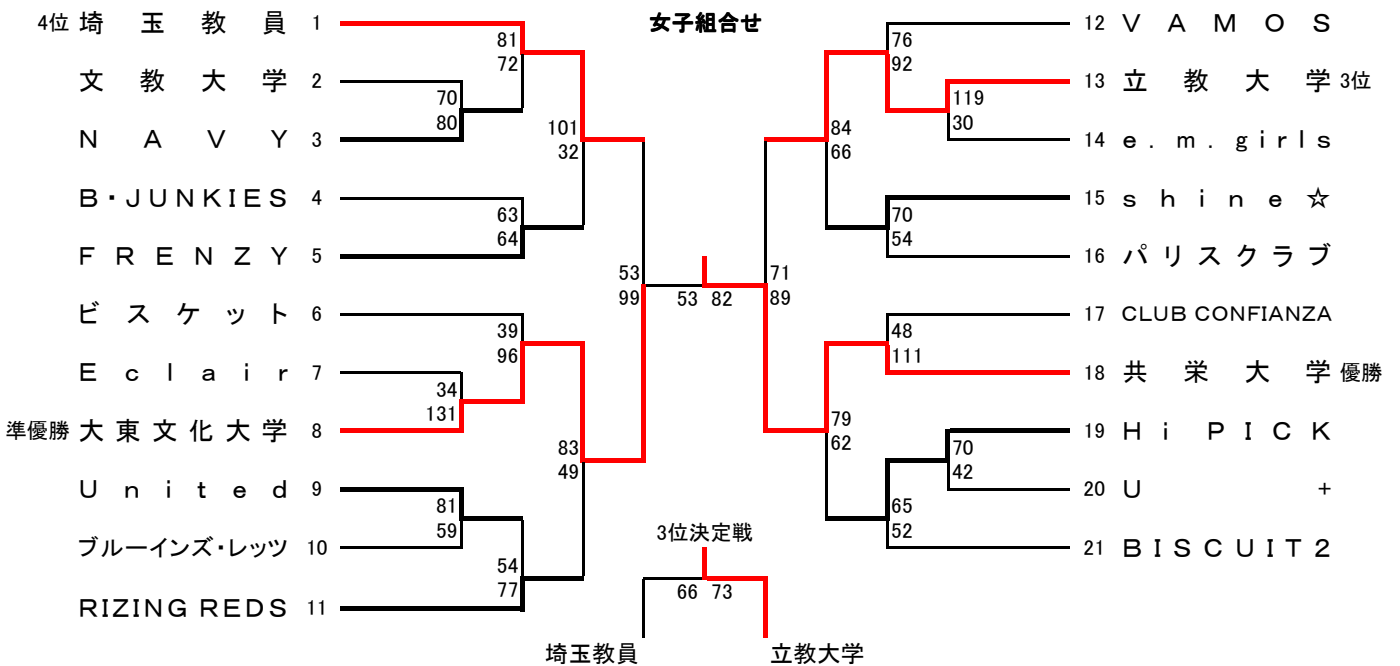 女子組合せ
4位 埼玉教員 1
81
72
文教大学 2
70
80
NAVY 3
101
32
B・JUNKIES 4
63
64
FRENZY 5
53
99
ビスケット 6
39
96
Eclair 7
34
131
準優勝 大東文化大学 8
83
49
United 9
81
59
ブルーインズ・レッツ 10
54
77
RIZING REDS 11
53 82
12 VAMOS
76
92
13 立教大学 3位
119
30
14 e.m.girls
84
66
15 shine☆
70
54
16 パリスクラブ
71
89
17 CLUB CONFIANZA
48
111
18 共栄大学 優勝
79
62
19 Hi PICK
70
42
20 U +
65
52
21 BISCUIT2
3位決定戦
66 73
埼玉教員 立教大学